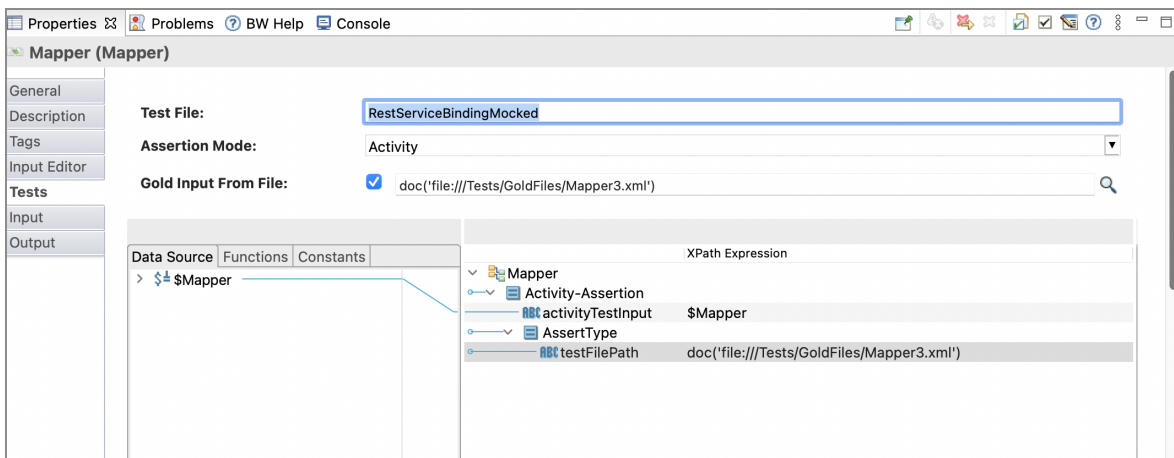 Properties Problems BW Help Console
Mapper (Mapper)
General
Description
Tags
Input Editor
Tests
Input
Output
Test File: RestServiceBindingMocked
Assertion Mode: Activity
Gold Input From File: doc('file:///Tests/GoldFiles/Mapper3.xml')
Data Source Functions Constants
$Mapper
XPath Expression
Mapper
Activity-Assertion
ABC activityTestInput $Mapper
AssertType
ABC testFilePath doc('file:///Tests/GoldFiles/Mapper3.xml')